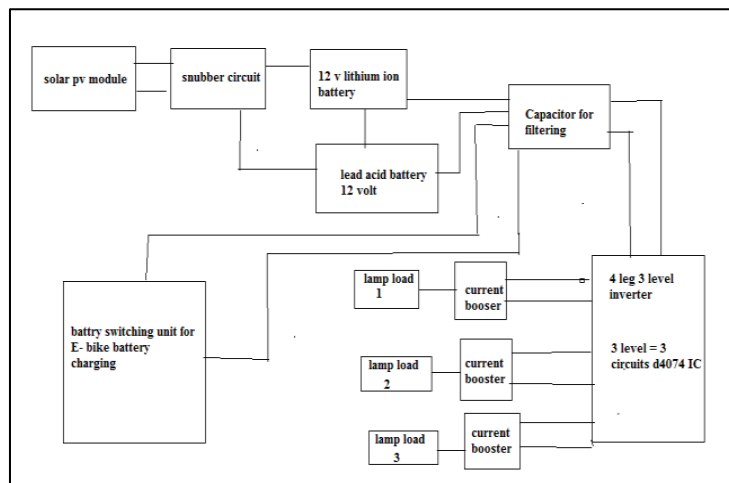 solar pv module
snubber circuit
12 v lithium ion
battery
Capacitor for
filtering
lead acid battery
12 volt
battry switching unit for
E- bike battery
charging
lamp load
1
current
booser
4 leg 3 level
inverter
3 level = 3
circuits d4074 IC
lamp load
2
current
booster
lamp load
3
current
booster